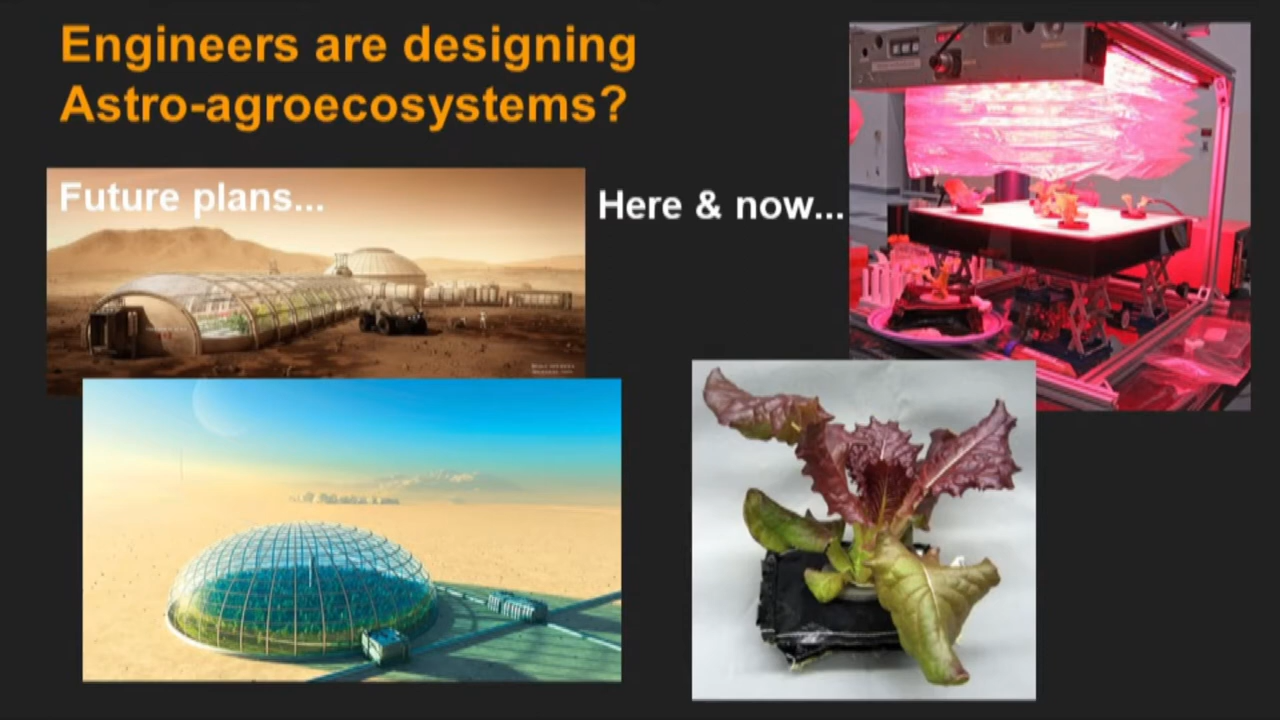 Engineers are designing
Astro-agroecosystems?
Future plans...
Here & now...